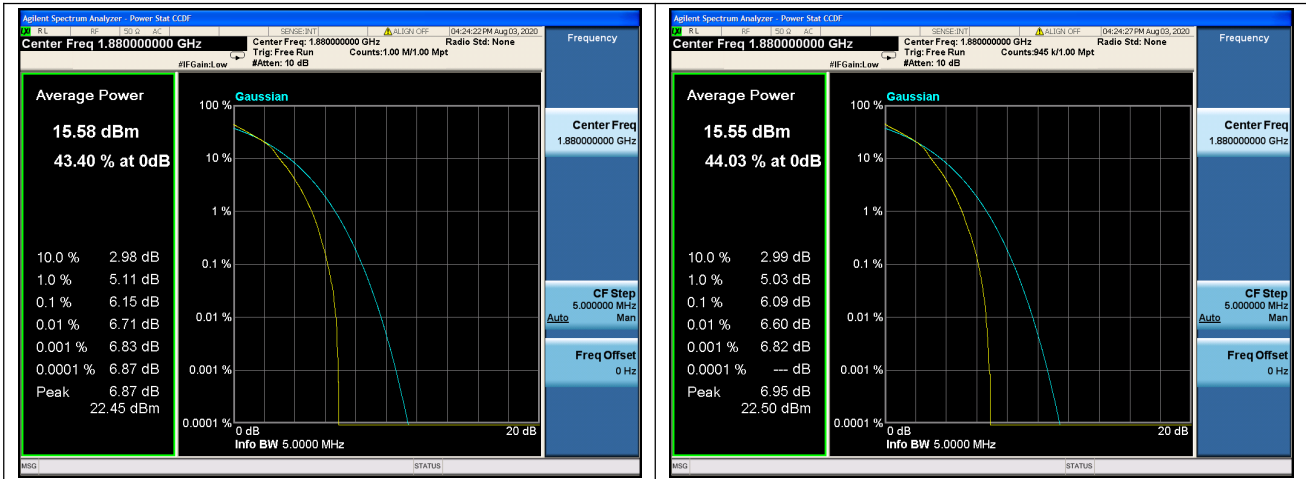 Agilent Spectrum Analyzer - Power Stat CCDF
RL RF 50 Ω AC SENSE:INT ALIGN OFF 04:24:22 PM Aug 03, 2020
Center Freq 1.880000000 GHz
Center Freq: 1.880000000 GHz Radio Std: None
Trig: Free Run Counts:1.00 M/1.00 Mpt
#IFGain:Low #Atten: 10 dB
Average Power
15.58 dBm
43.40 % at 0dB
10.0 % 2.98 dB
1.0 % 5.11 dB
0.1 % 6.15 dB
0.01 % 6.71 dB
0.001 % 6.83 dB
0.0001 % 6.87 dB
Peak 6.87 dB
22.45 dBm
Gaussian
100 %
10 %
1 %
0.1 %
0.01 %
0.001 %
0.0001 %
0 dB 20 dB
Info BW 5.0000 MHz
Frequency
Center Freq
1.880000000 GHz
CF Step
5.000000 MHz
Auto Man
Freq Offset
0 Hz
MSG STATUS
Agilent Spectrum Analyzer - Power Stat CCDF
RL RF 50 Ω AC SENSE:INT ALIGN OFF 04:24:27 PM Aug 03, 2020
Center Freq 1.880000000 GHz
Center Freq: 1.880000000 GHz Radio Std: None
Trig: Free Run Counts:945 k/1.00 Mpt
#IFGain:Low #Atten: 10 dB
Average Power
15.55 dBm
44.03 % at 0dB
10.0 % 2.99 dB
1.0 % 5.03 dB
0.1 % 6.09 dB
0.01 % 6.60 dB
0.001 % 6.82 dB
0.0001 % --- dB
Peak 6.95 dB
22.50 dBm
Gaussian
100 %
10 %
1 %
0.1 %
0.01 %
0.001 %
0.0001 %
0 dB 20 dB
Info BW 5.0000 MHz
Frequency
Center Freq
1.880000000 GHz
CF Step
5.000000 MHz
Auto Man
Freq Offset
0 Hz
MSG STATUS